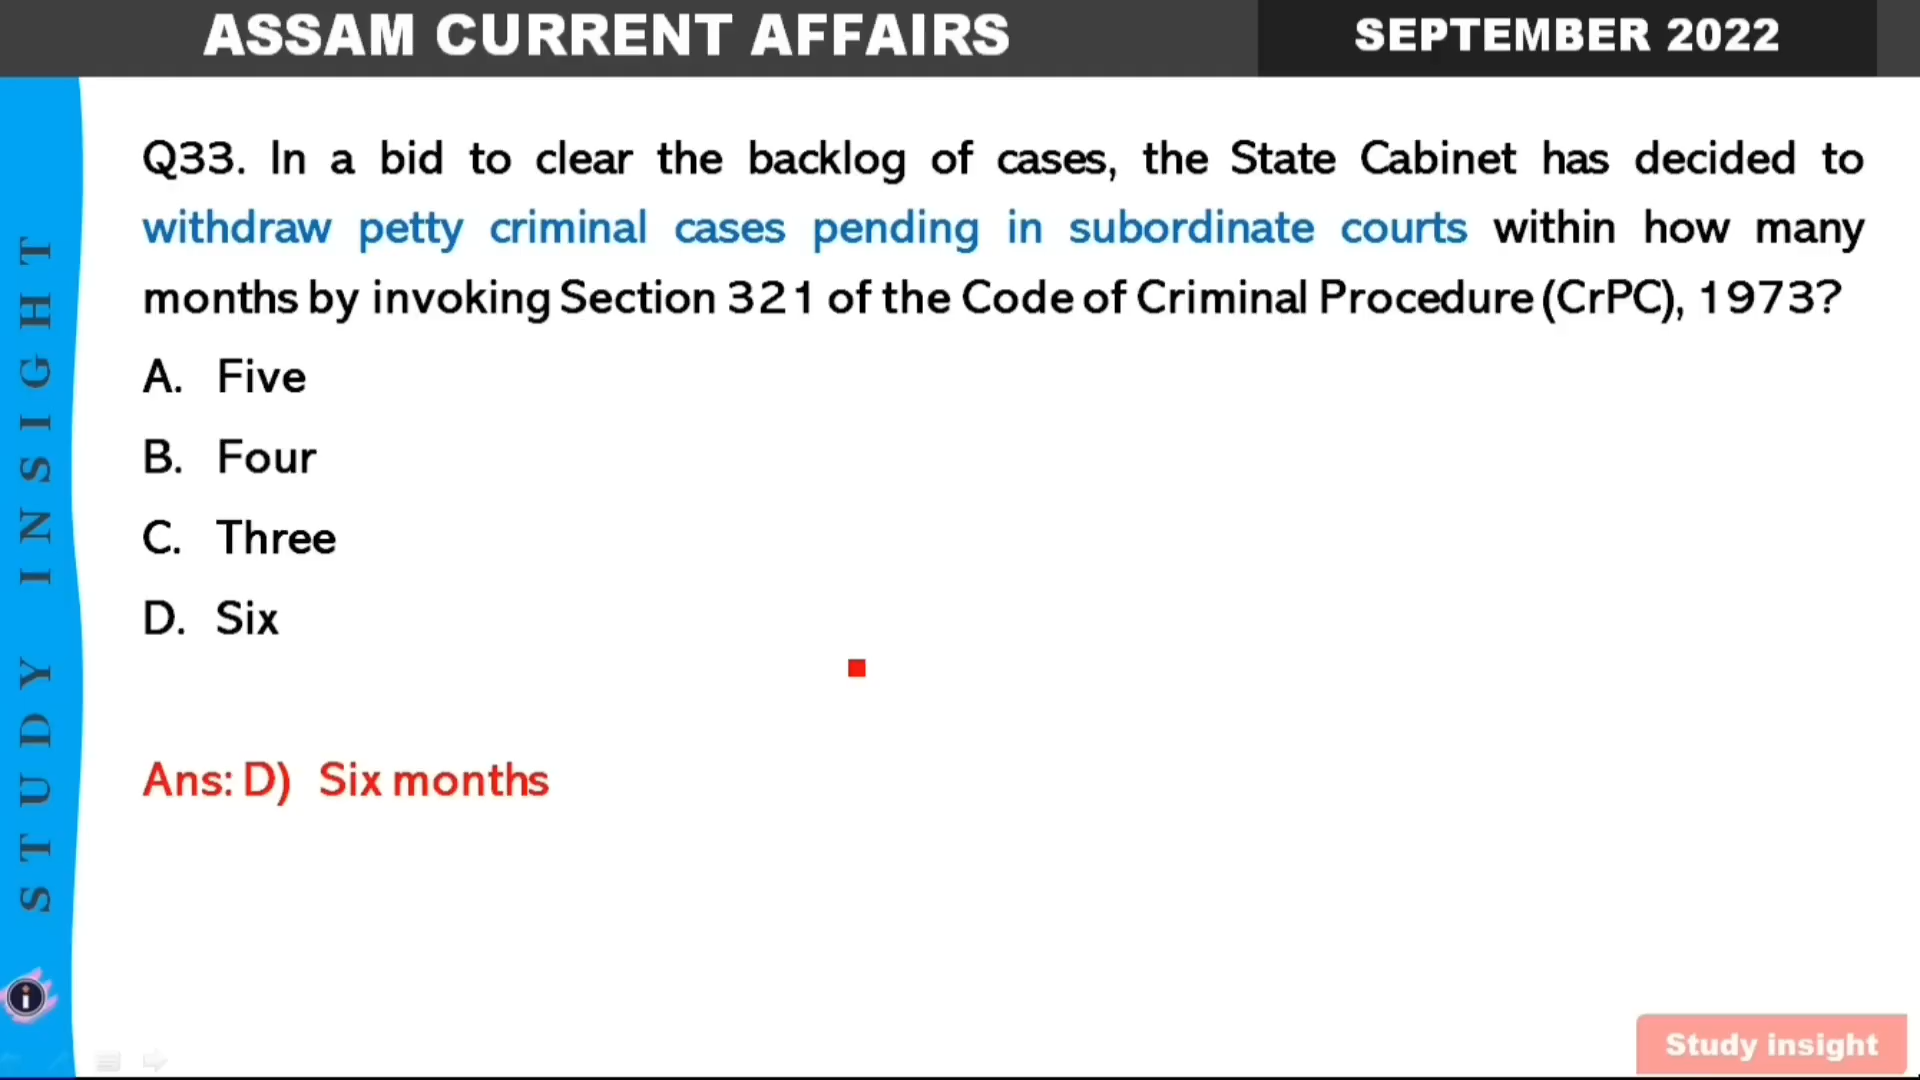 ASSAM CURRENT AFFAIRS
SEPTEMBER 2022
Q33. In a bid to clear the backlog of cases, the State Cabinet has decided to
withdraw petty criminal cases pending in subordinate courts within how many
months by invoking Section 321 of the Code of Criminal Procedure (CrPC), 1973?
A. Five
B. Four
C. Three
D. Six
Ans: D) Six months
STUDY INSIGHT
i
Study insight